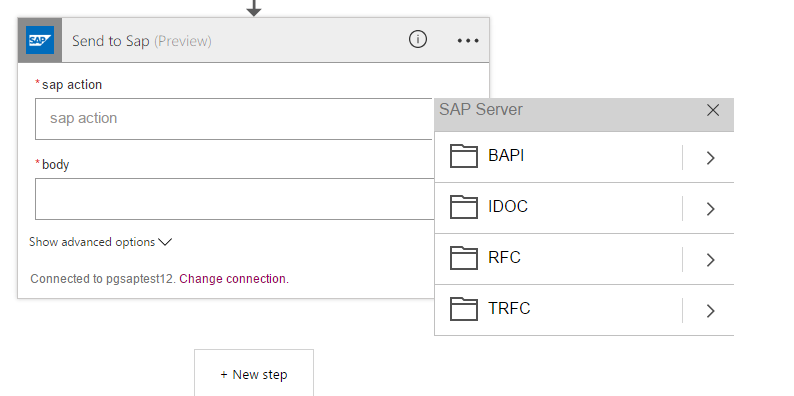 SAP Send to Sap (Preview)
*sap action
sap action
SAP Server
BAPI
*body
IDOC
RFC
Show advanced options
Connected to pgsaptest12. Change connection.
TRFC
+ New step